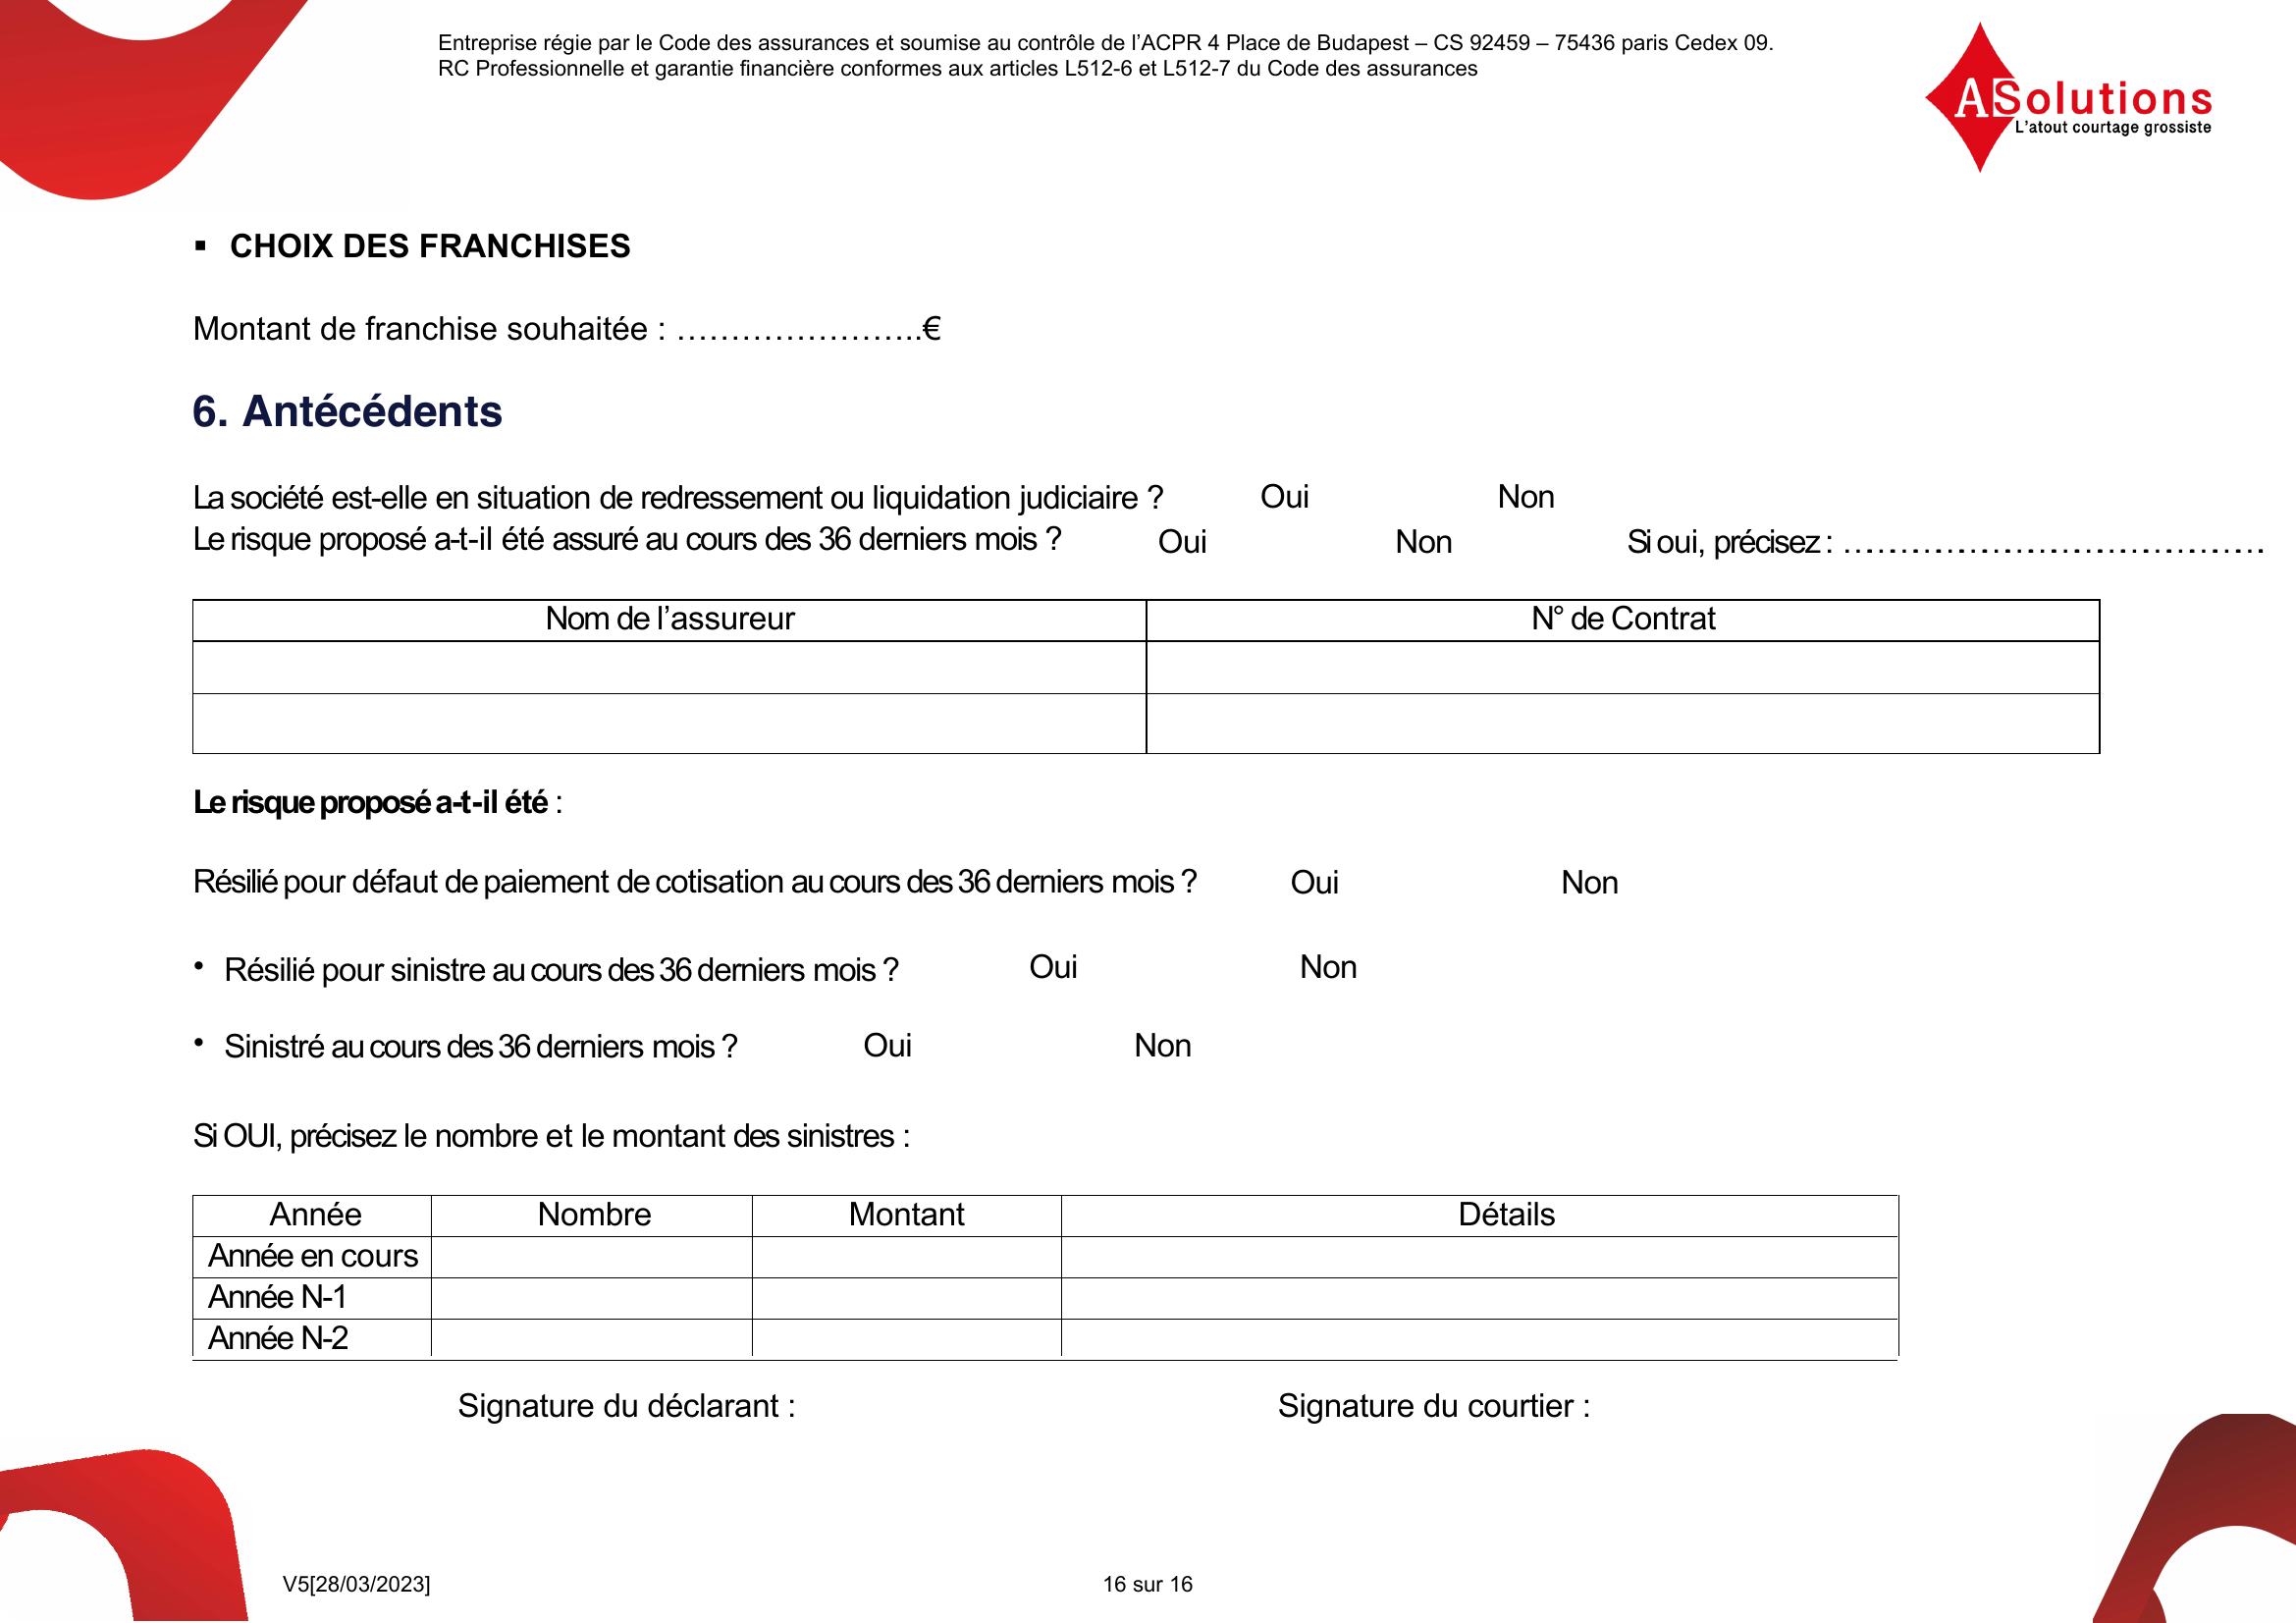 Entreprise régie par le Code des assurances et soumise au contrôle de l’ACPR 4 Place de Budapest – CS 92459 – 75436 paris Cedex 09.
RC Professionnelle et garantie financière conformes aux articles L512-6 et L512-7 du Code des assurances
ASolutions
L’atout courtage grossiste
▪ CHOIX DES FRANCHISES
Montant de franchise souhaitée : …………………..€
6. Antécédents
La société est-elle en situation de redressement ou liquidation judiciaire ? Oui Non
Le risque proposé a-t-il été assuré au cours des 36 derniers mois ? Oui Non Si oui, précisez : ………………………………
Nom de l’assureur N° de Contrat
Le risque proposé a-t-il été :
Résilié pour défaut de paiement de cotisation au cours des 36 derniers mois ? Oui Non
• Résilié pour sinistre au cours des 36 derniers mois ? Oui Non
• Sinistré au cours des 36 derniers mois ? Oui Non
Si OUI, précisez le nombre et le montant des sinistres :
Année Nombre Montant Détails
Année en cours
Année N-1
Année N-2
Signature du déclarant : Signature du courtier :
V5[28/03/2023] 16 sur 16